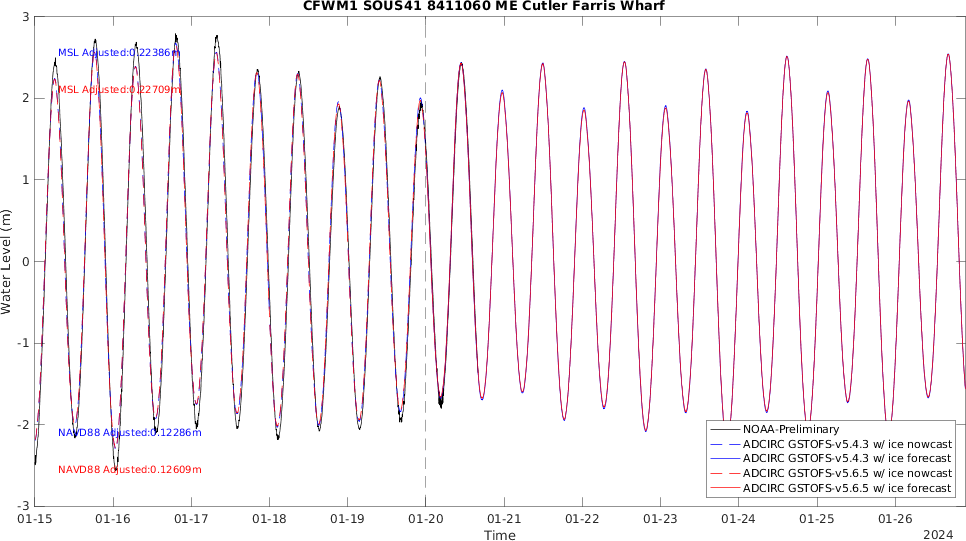 CFWM1 SOUS41 8411060 ME Cutler Farris Wharf
3
2
1
0
-1
-2
-3
Water Level (m)
MSL Adjusted:0.22386m
MSL Adjusted:0.22709m
NAVD88 Adjusted:0.12286m
NAVD88 Adjusted:0.12609m
NOAA-Preliminary
ADCIRC GSTOFS-v5.4.3 w/ ice nowcast
ADCIRC GSTOFS-v5.4.3 w/ ice forecast
ADCIRC GSTOFS-v5.6.5 w/ ice nowcast
ADCIRC GSTOFS-v5.6.5 w/ ice forecast
01-15 01-16 01-17 01-18 01-19 01-20 01-21 01-22 01-23 01-24 01-25 01-26
Time
2024